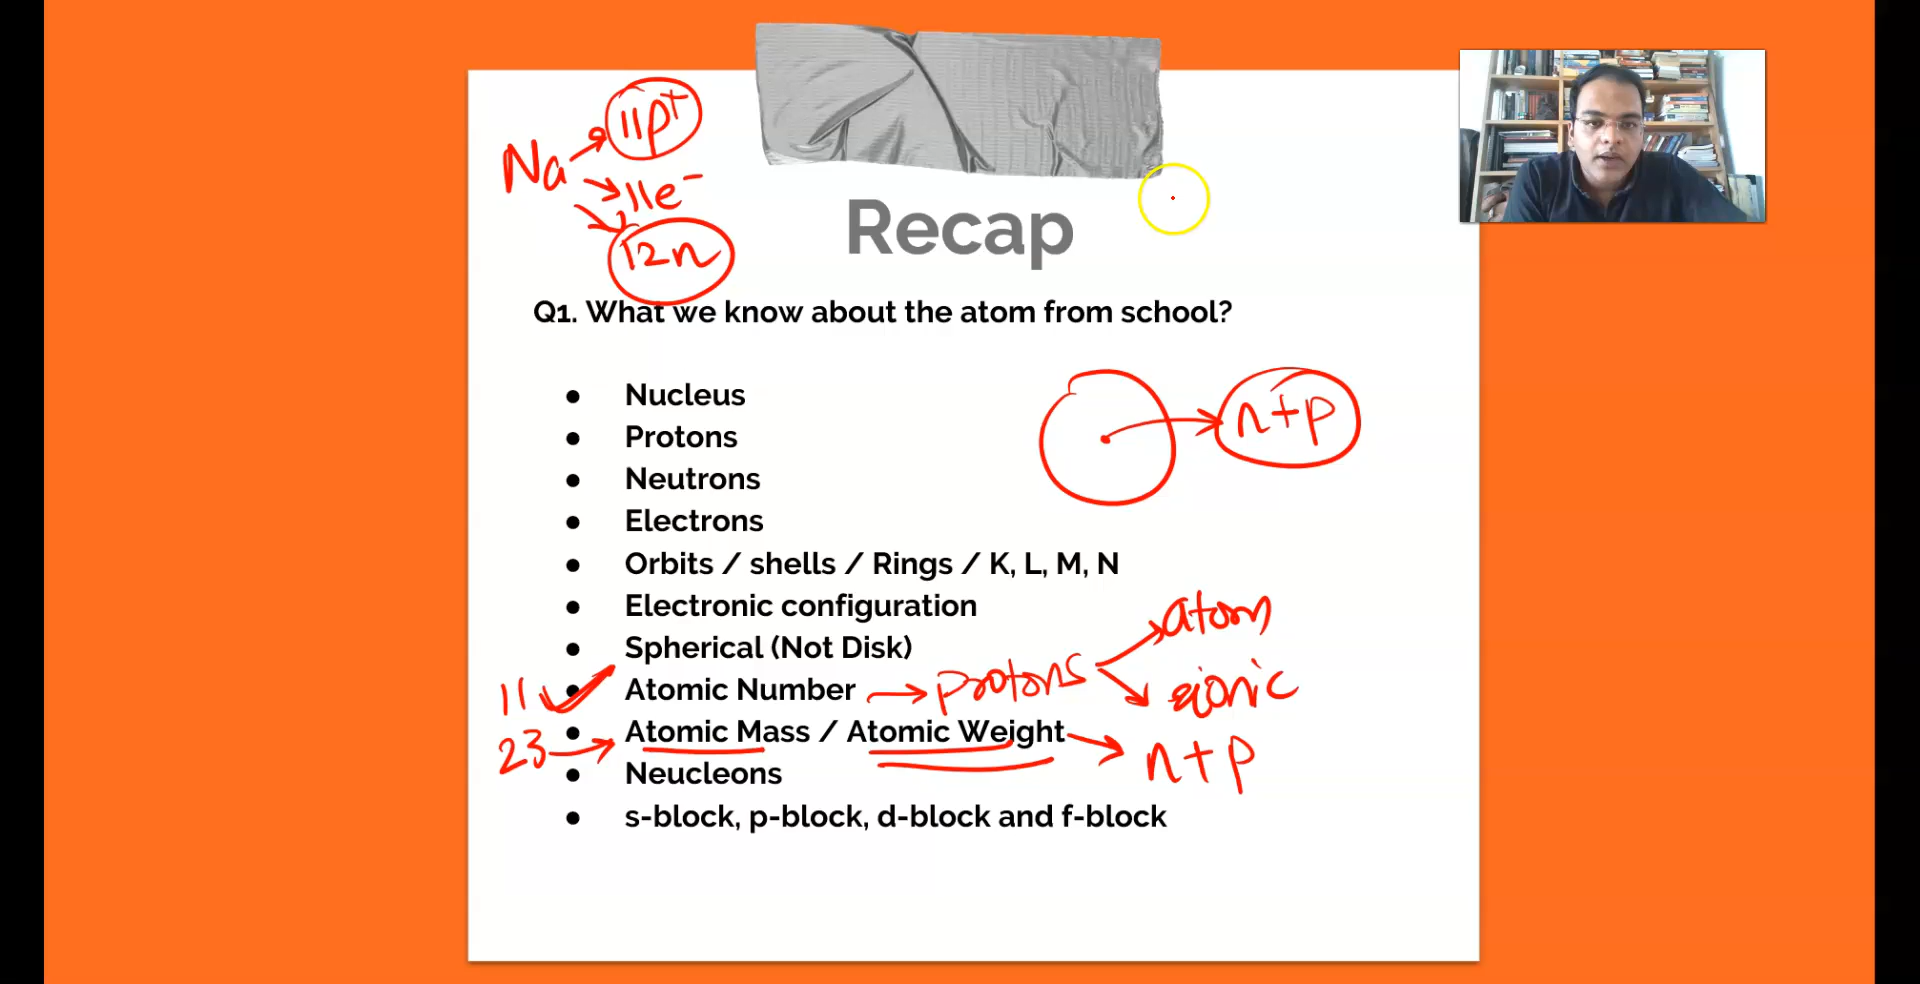 Na
11p+
11e-
12n
Recap
Q1. What we know about the atom from school?
● Nucleus
● Protons
n+p
● Neutrons
● Electrons
● Orbits / shells / Rings / K, L, M, N
● Electronic configuration
atom
● Spherical (Not Disk)
11 ● Atomic Number → protons
ionic
23 → ● Atomic Mass / Atomic Weight → n+p
● Neucleons
● s-block, p-block, d-block and f-block